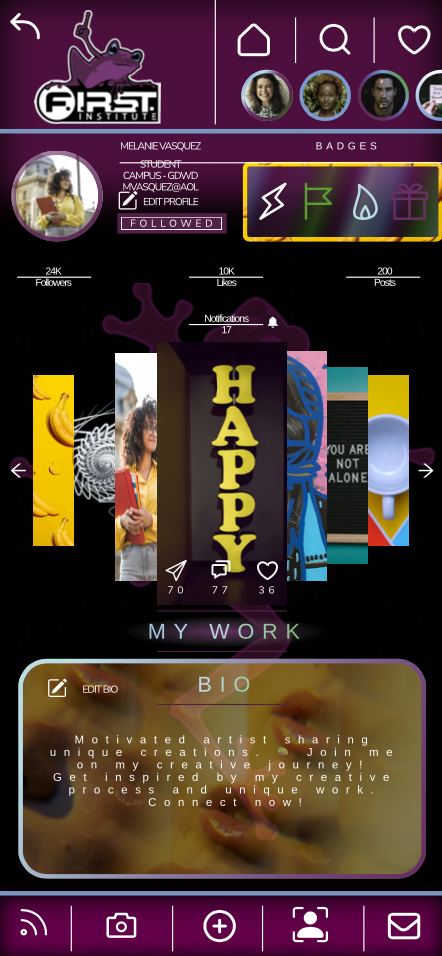 FIRST
INSTITUTE
MELANIE VASQUEZ
BADGES
STUDENT
CAMPUS - GDWD
MVASQUEZ@AOL
EDIT PROFILE
FOLLOWED
24K
Followers
10K
Likes
200
Posts
Notifications
17
HAPPY
YOU ARE
NOT
ALONE
70
77
36
MY WORK
EDIT BIO
BIO
Motivated artist sharing
unique creations. Join me
on my creative journey!
Get inspired by my creative
process and unique work.
Connect now!